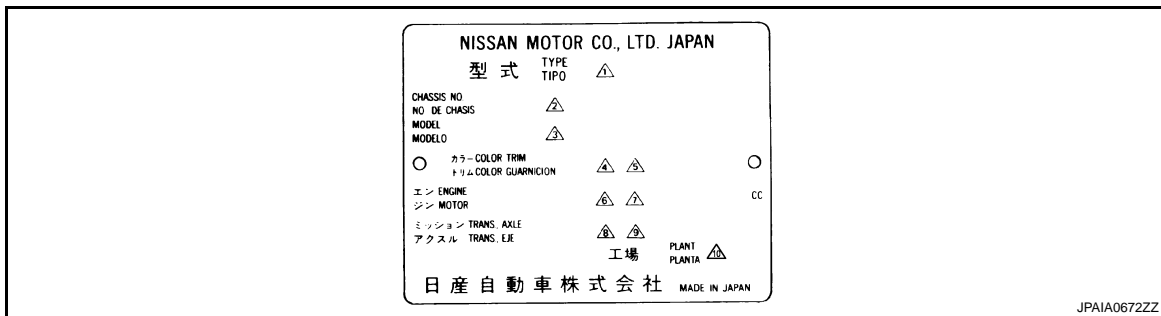 NISSAN MOTOR CO., LTD. JAPAN
型式 TYPE TIPO 1
CHASSIS NO.
NO DE CHASIS 2
MODEL
MODELO 3
カラー COLOR TRIM
トリム COLOR GUARNICION 4 5
エン ENGINE
ジン MOTOR 6 7 CC
ミッション TRANS. AXLE
アクスル TRANS. EJE 8 9
工場 PLANT PLANTA 10
日産自動車株式会社 MADE IN JAPAN
JPAIA0672ZZ